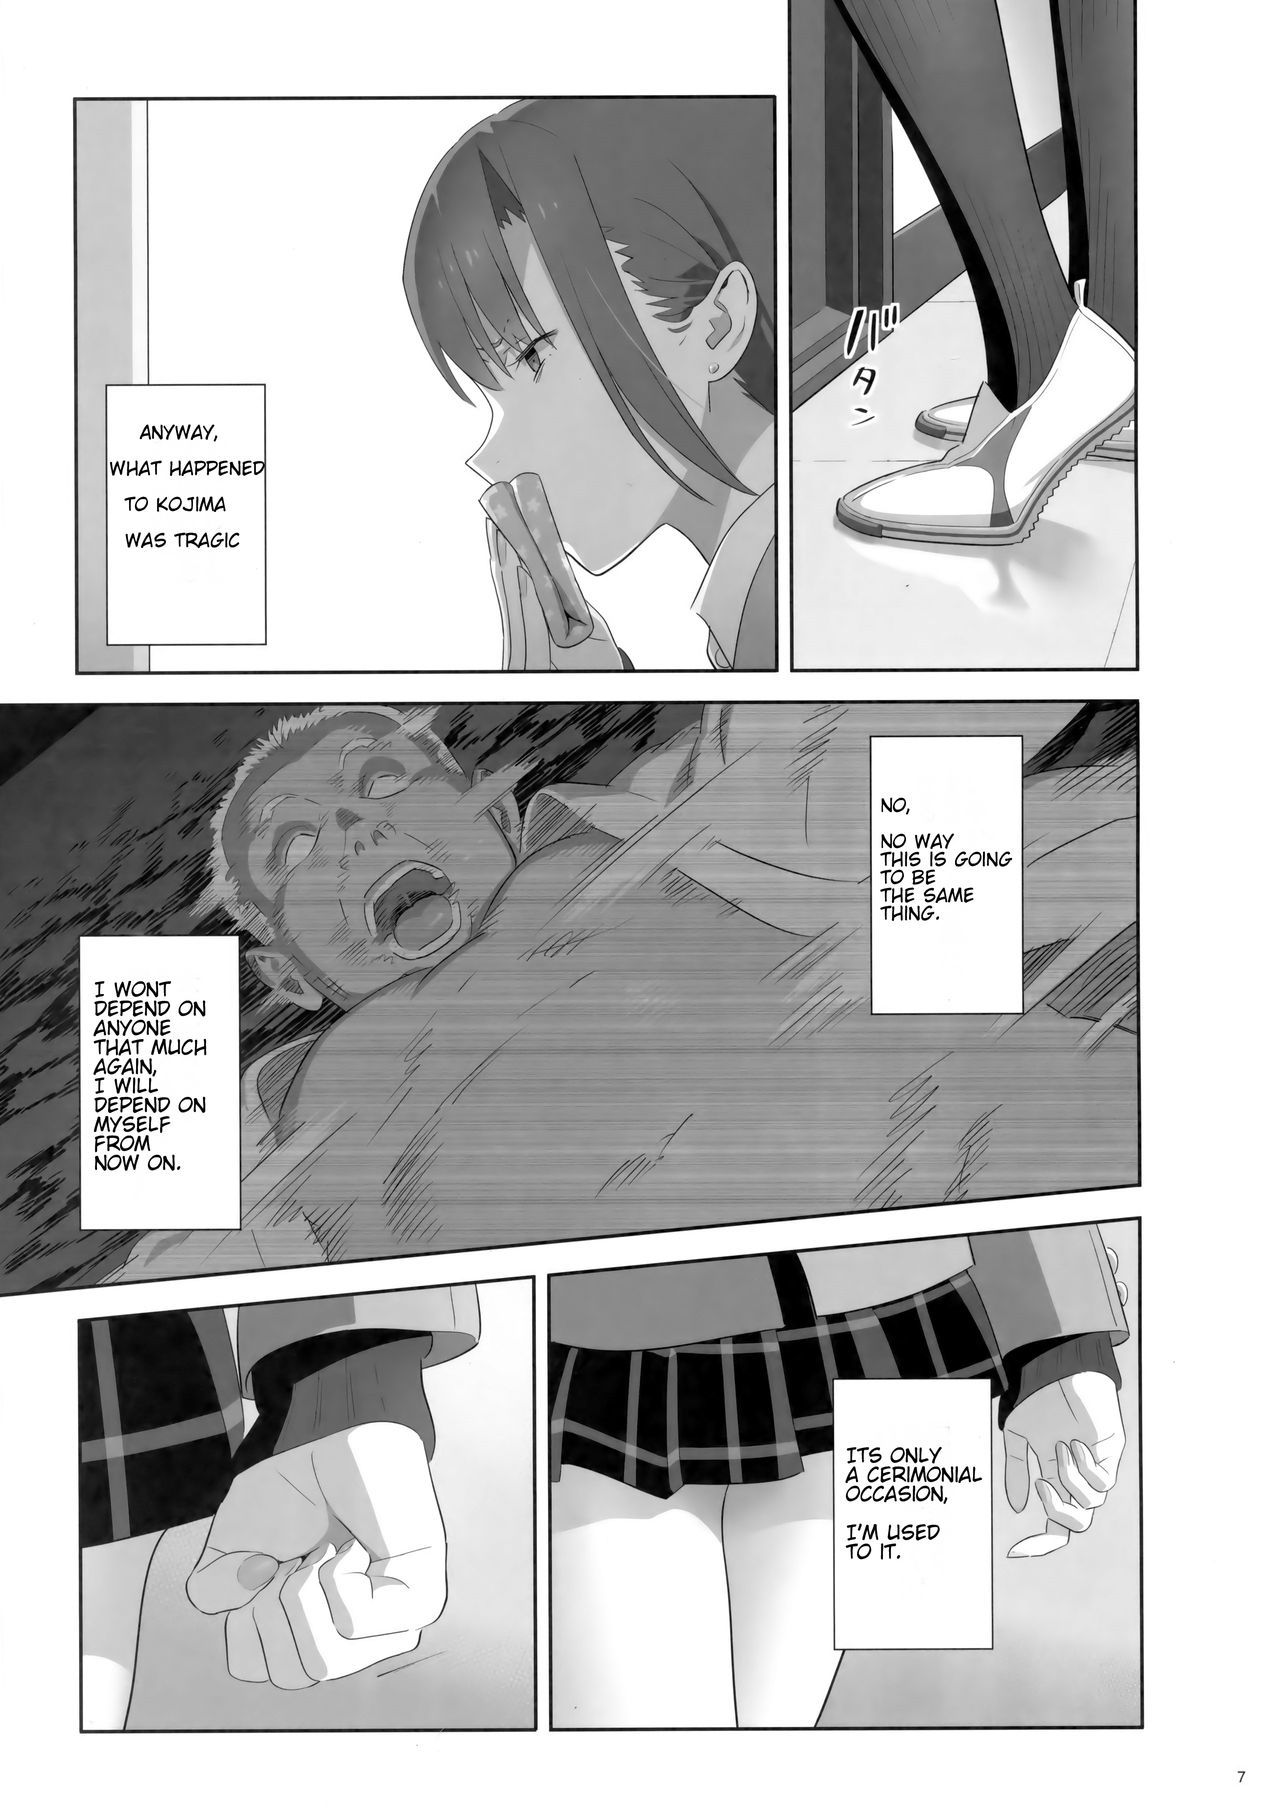 バタン
ANYWAY,
WHAT HAPPENED
TO KOJIMA
WAS TRAGIC
NO,
NO WAY
THIS IS GOING
TO BE
THE SAME
THING.
I WONT
DEPEND ON
ANYONE
THAT MUCH
AGAIN,
I WILL
DEPEND ON
MYSELF
FROM
NOW ON.
ITS ONLY
A CERIMONIAL
OCCASION,
I'M USED
TO IT.
7